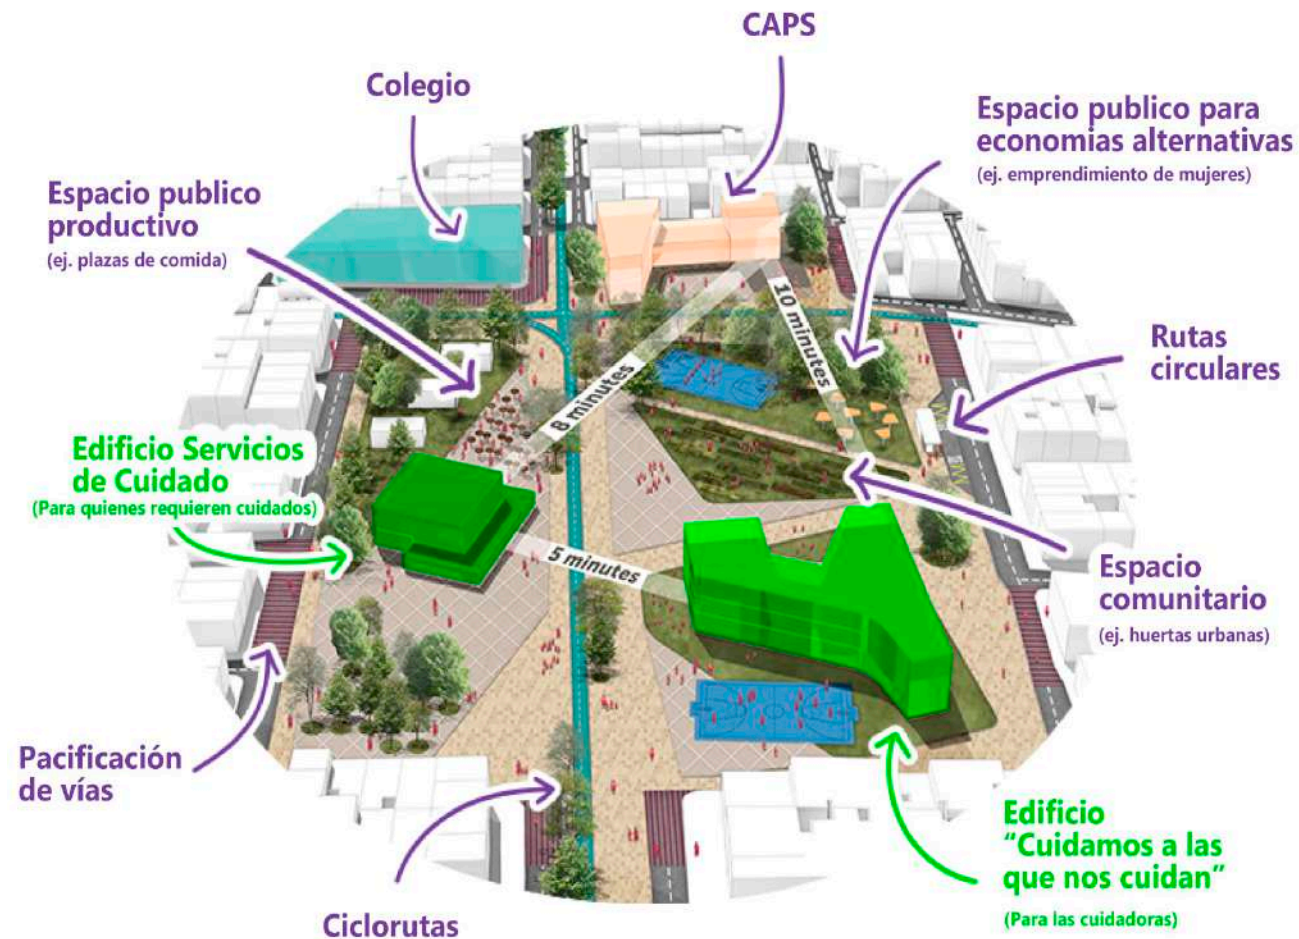 CAPS
Colegio
Espacio publico para
economias alternativas
(ej. emprendimiento de mujeres)
Espacio publico
productivo
(ej. plazas de comida)
10 minutes
Rutas
circulares
8 minutes
Edificio Servicios
de Cuidado
(Para quienes requieren cuidados)
5 minutes
Espacio
comunitario
(ej. huertas urbanas)
Pacificación
de vías
Edificio
“Cuidamos a las
que nos cuidan”
(Para las cuidadoras)
Ciclorutas